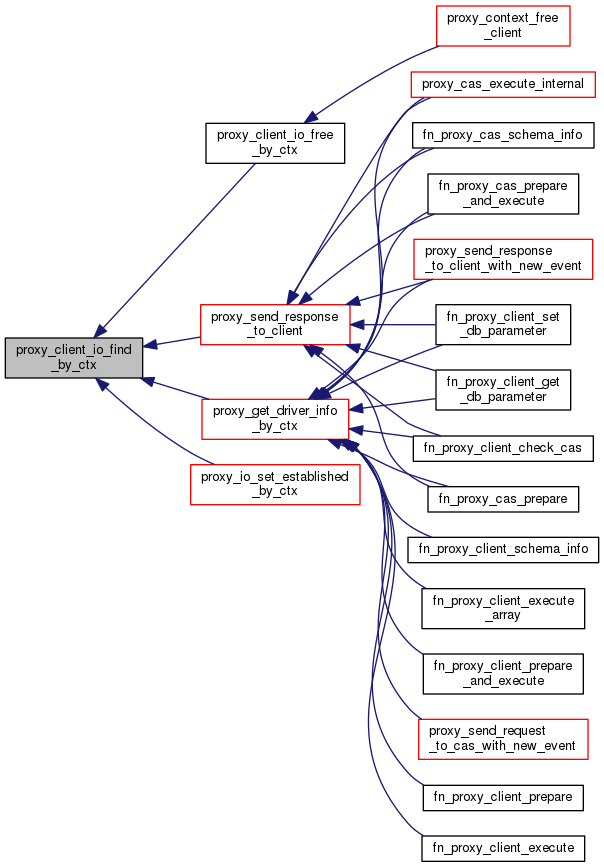 proxy_context_free
_client
proxy_cas_execute_internal
proxy_client_io_free
_by_ctx
fn_proxy_cas_schema_info
fn_proxy_cas_prepare
_and_execute
proxy_send_response
_to_client_with_new_event
proxy_send_response
_to_client
fn_proxy_client_set
_db_parameter
proxy_client_io_find
_by_ctx
fn_proxy_client_get
_db_parameter
proxy_get_driver_info
_by_ctx
fn_proxy_client_check_cas
proxy_io_set_established
_by_ctx
fn_proxy_cas_prepare
fn_proxy_client_schema_info
fn_proxy_client_execute
_array
fn_proxy_client_prepare
_and_execute
proxy_send_request
_to_cas_with_new_event
fn_proxy_client_prepare
fn_proxy_client_execute